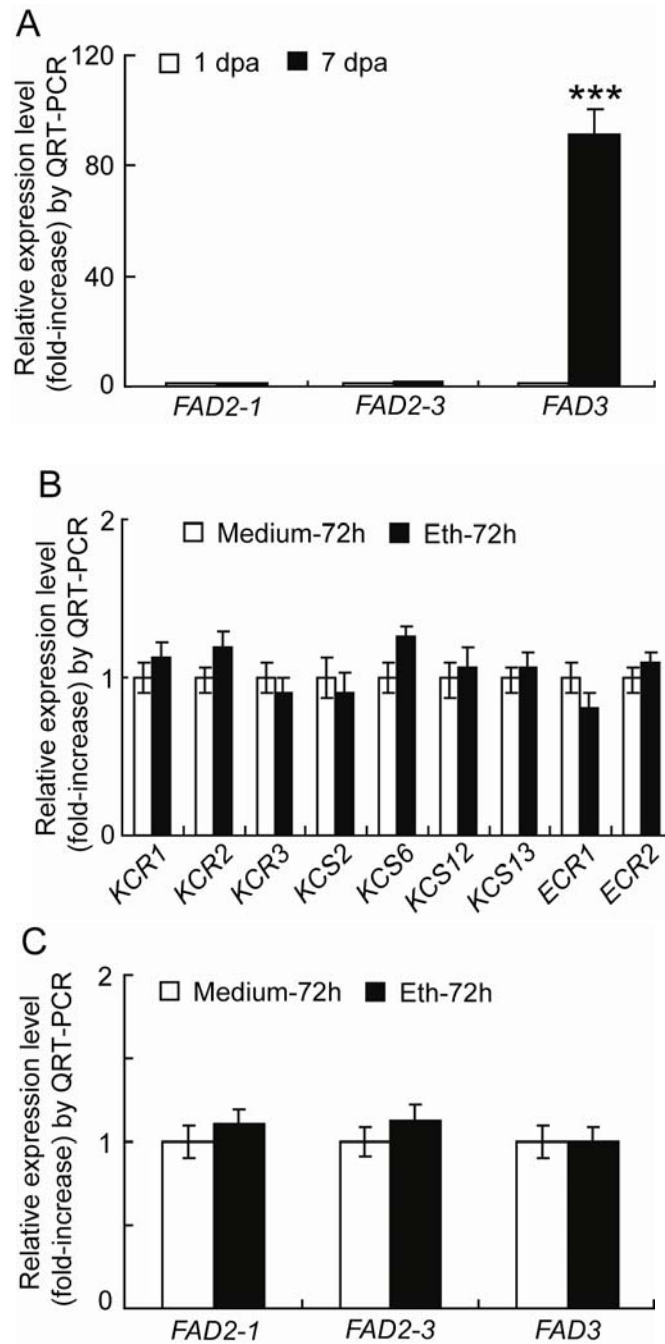 A
120
80
40
0
Relative expression level
(fold-increase) by QRT-PCR
1 dpa 7 dpa
***
FAD2-1 FAD2-3 FAD3
B
2
1
0
Relative expression level
(fold-increase) by QRT-PCR
Medium-72h Eth-72h
KCR1 KCR2 KCR3 KCS2 KCS6 KCS12 KCS13 ECR1 ECR2
C
2
1
0
Relative expression level
(fold-increase) by QRT-PCR
Medium-72h Eth-72h
FAD2-1 FAD2-3 FAD3